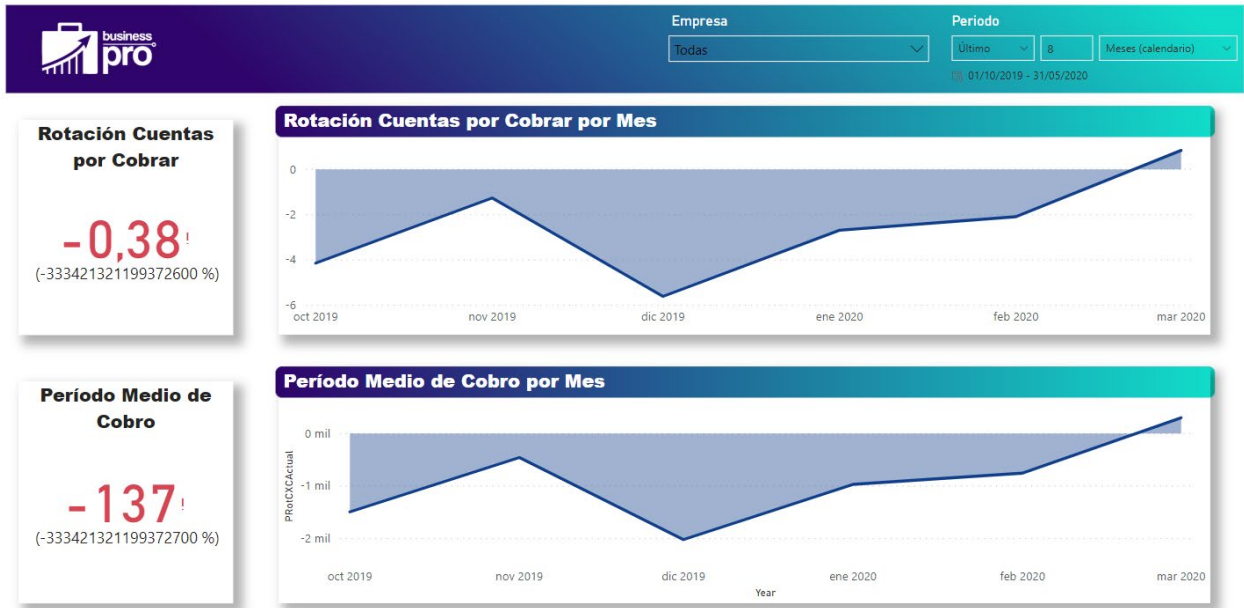 business
pro
Empresa
Todas
Periodo
Último
8
Meses (calendario)
01/10/2019 - 31/05/2020
Rotación Cuentas
por Cobrar
-0,38!
(-333421321199372600 %)
Rotación Cuentas por Cobrar por Mes
0
-2
-4
-6
oct 2019 nov 2019 dic 2019 ene 2020 feb 2020 mar 2020
Período Medio de
Cobro
-137!
(-333421321199372700 %)
Período Medio de Cobro por Mes
PRotCXCActual
0 mil
-1 mil
-2 mil
oct 2019 nov 2019 dic 2019 ene 2020 feb 2020 mar 2020
Year